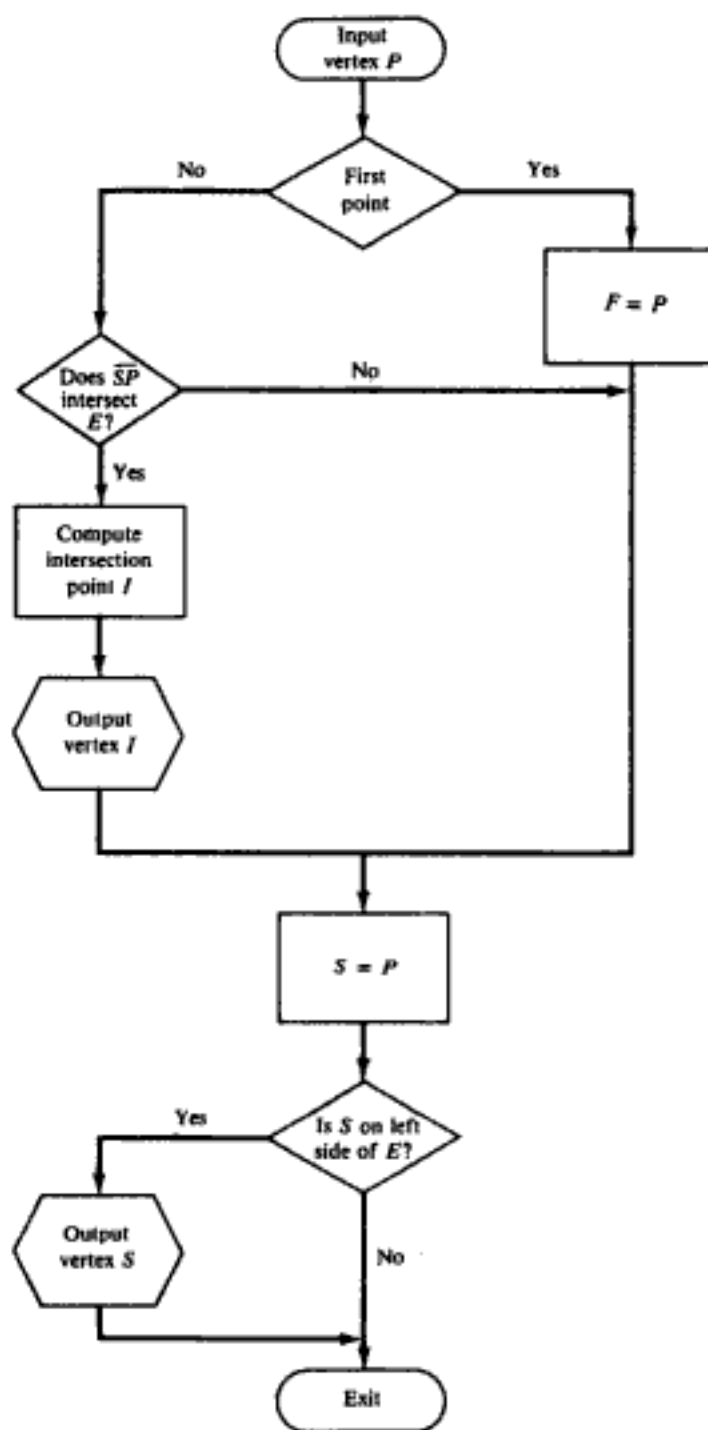 Input
vertex P
No
Yes
First
point
F = P
Does S̅P̅
intersect
E?
No
Yes
Compute
intersection
point I
Output
vertex I
S = P
Yes
Is S on left
side of E?
Output
vertex S
No
Exit